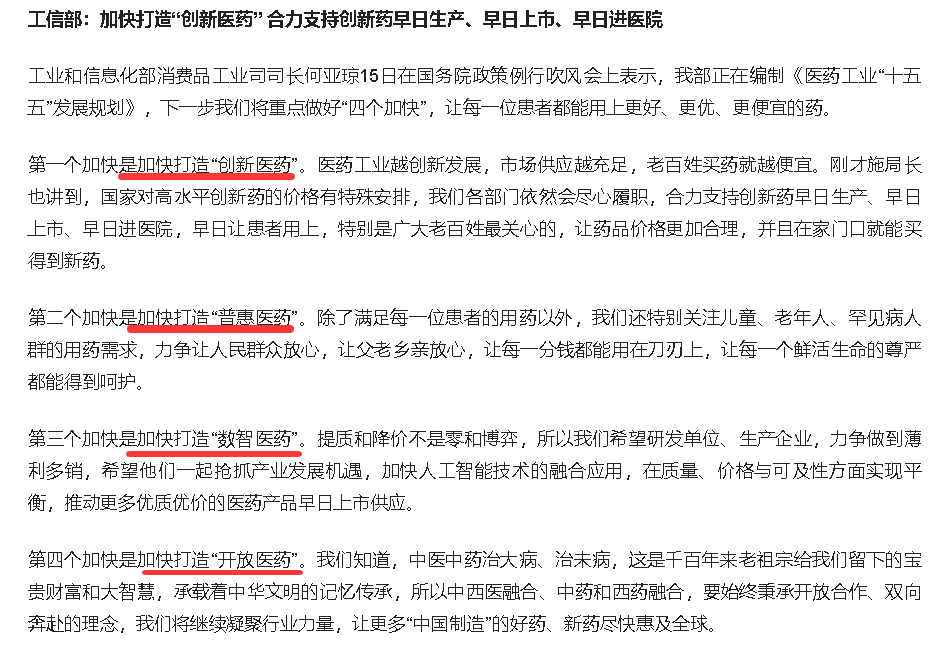 工信部：加快打造“创新医药” 合力支持创新药早日生产、早日上市、早日进医院
工业和信息化部消费品工业司司长何亚琼15日在国务院政策例行吹风会上表示，我部正在编制《医药工业“十五
五”发展规划》，下一步我们将重点做好“四个加快”，让每一位患者都能用上更好、更优、更便宜的药。
第一个加快是加快打造“创新医药”。医药工业越创新发展，市场供应越充足，老百姓买药就越便宜。刚才施局长
也讲到，国家对高水平创新药的价格有特殊安排，我们各部门依然会尽心履职，合力支持创新药早日生产、早日
上市、早日进医院，早日让患者用上，特别是广大老百姓最关心的，让药品价格更加合理，并且在家门口就能买
得到新药。
第二个加快是加快打造“普惠医药”。除了满足每一位患者的用药以外，我们还特别关注儿童、老年人、罕见病人
群的用药需求，力争让人民群众放心，让父老乡亲放心，让每一分钱都能用在刀刃上，让每一个鲜活生命的尊严
都能得到呵护。
第三个加快是加快打造“数智医药”。提质和降价不是零和博弈，所以我们希望研发单位、生产企业，力争做到薄
利多销，希望他们一起抢抓产业发展机遇，加快人工智能技术的融合应用，在质量、价格与可及性方面实现平
衡，推动更多优质优价的医药产品早日上市供应。
第四个加快是加快打造“开放医药”。我们知道，中医中药治大病、治未病，这是千百年来老祖宗给我们留下的宝
贵财富和大智慧，承载着中华文明的记忆传承，所以中西医融合、中药和西药融合，要始终秉承开放合作、双向
奔赴的理念，我们将继续凝聚行业力量，让更多“中国制造”的好药、新药尽快惠及全球。